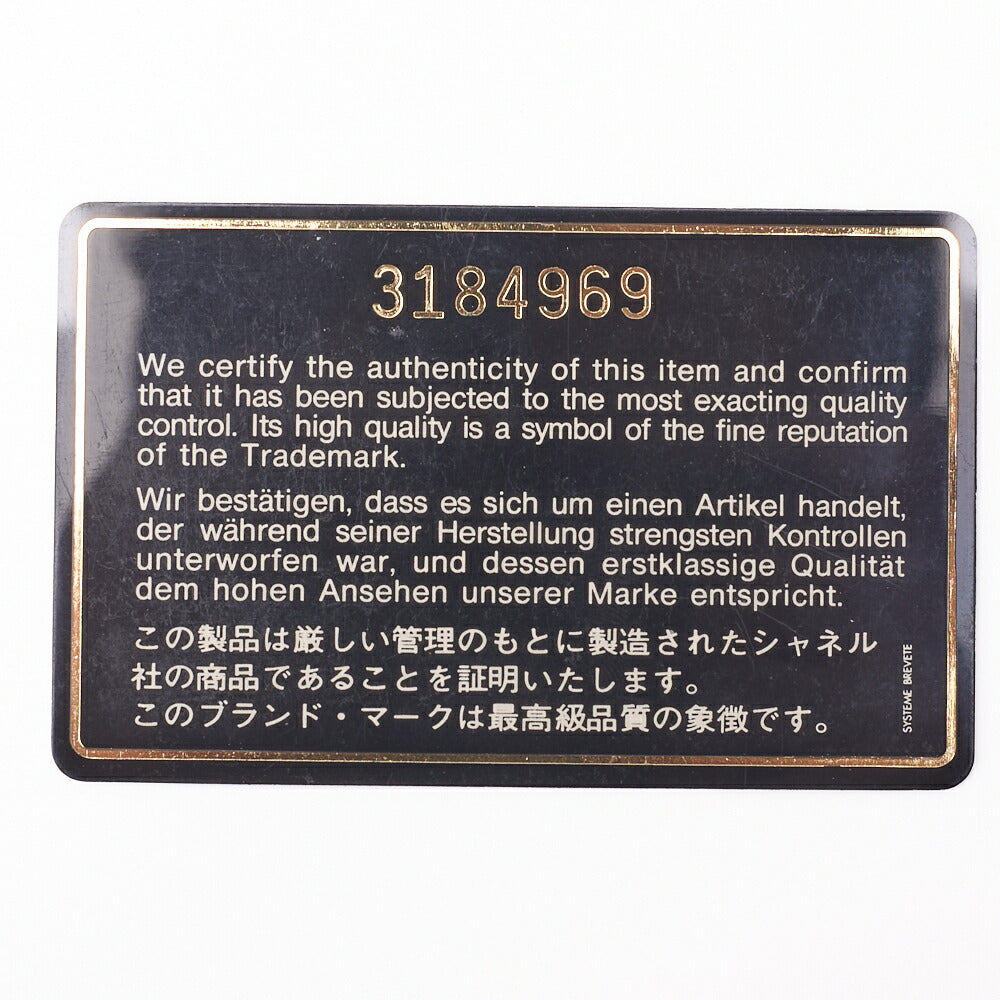 3184969
We certify the authenticity of this item and confirm
that it has been subjected to the most exacting quality
control. Its high quality is a symbol of the fine reputation
of the Trademark.
Wir bestätigen, dass es sich um einen Artikel handelt,
der während seiner Herstellung strengsten Kontrollen
unterworfen war, und dessen erstklassige Qualität
dem hohen Ansehen unserer Marke entspricht.
この製品は厳しい管理のもとに製造されたシャネル
社の商品であることを証明いたします。
このブランド・マークは最高級品質の象徴です。
SYSTEME BREVETE